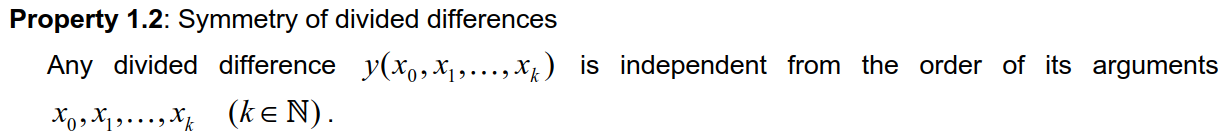 Property 1.2: Symmetry of divided differences
Any divided difference y(x₀, x₁, …, xₖ) is independent from the order of its arguments
x₀, x₁, …, xₖ (k ∈ ℕ).